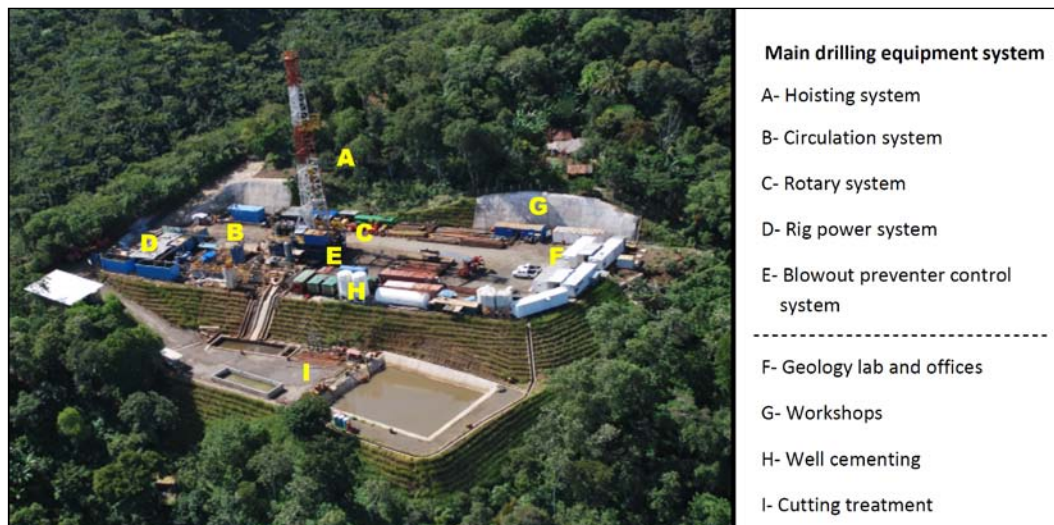 A
G
D
B
C
E
F
H
I
Main drilling equipment system
A- Hoisting system
B- Circulation system
C- Rotary system
D- Rig power system
E- Blowout preventer control
system
F- Geology lab and offices
G- Workshops
H- Well cementing
I- Cutting treatment